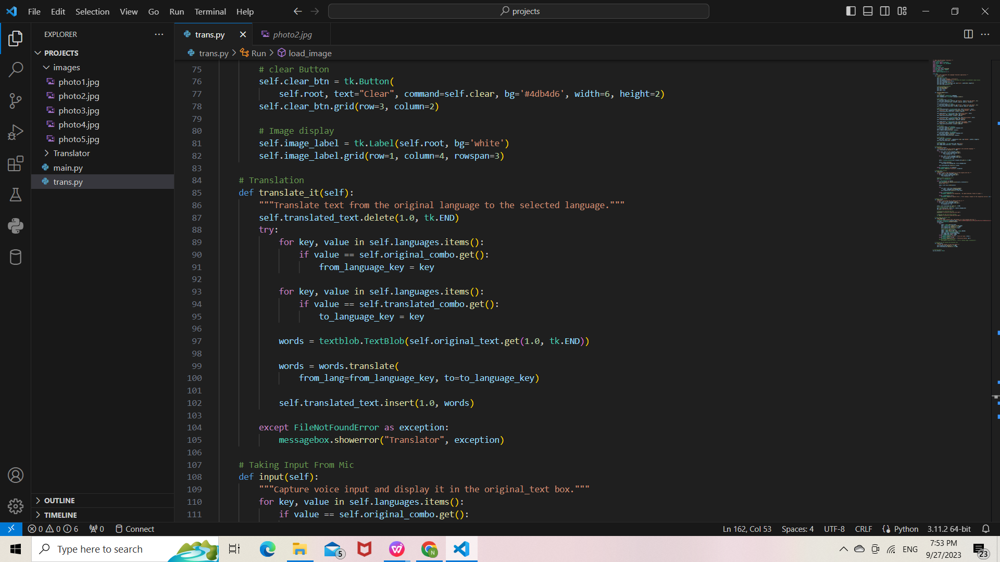 File Edit Selection View Go Run Terminal Help
projects
EXPLORER
PROJECTS
images
photo1.jpg
photo2.jpg
photo3.jpg
photo4.jpg
photo5.jpg
Translator
main.py
trans.py
OUTLINE
TIMELINE
trans.py photo2.jpg
trans.py > Run > load_image
75 # clear Button
76 self.clear_btn = tk.Button(
77 self.root, text="Clear", command=self.clear, bg='#4db4d6', width=6, height=2)
78 self.clear_btn.grid(row=3, column=2)
79
80 # Image display
81 self.image_label = tk.Label(self.root, bg='white')
82 self.image_label.grid(row=1, column=4, rowspan=3)
83
84 # Translation
85 def translate_it(self):
86 """Translate text from the original language to the selected language."""
87 self.translated_text.delete(1.0, tk.END)
88 try:
89 for key, value in self.languages.items():
90 if value == self.original_combo.get():
91 from_language_key = key
92
93 for key, value in self.languages.items():
94 if value == self.translated_combo.get():
95 to_language_key = key
96
97 words = textblob.TextBlob(self.original_text.get(1.0, tk.END))
98
99 words = words.translate(
100 from_lang=from_language_key, to=to_language_key)
101
102 self.translated_text.insert(1.0, words)
103
104 except FileNotFoundError as exception:
105 messagebox.showerror("Translator", exception)
106
107 # Taking Input From Mic
108 def input(self):
109 """Capture voice input and display it in the original_text box."""
110 for key, value in self.languages.items():
111 if value == self.original_combo.get():
0 0 6 0 Connect Ln 162, Col 53 Spaces: 4 UTF-8 CRLF Python 3.11.2 64-bit
Type here to search
5
N
ENG
7:53 PM
9/27/2023
23